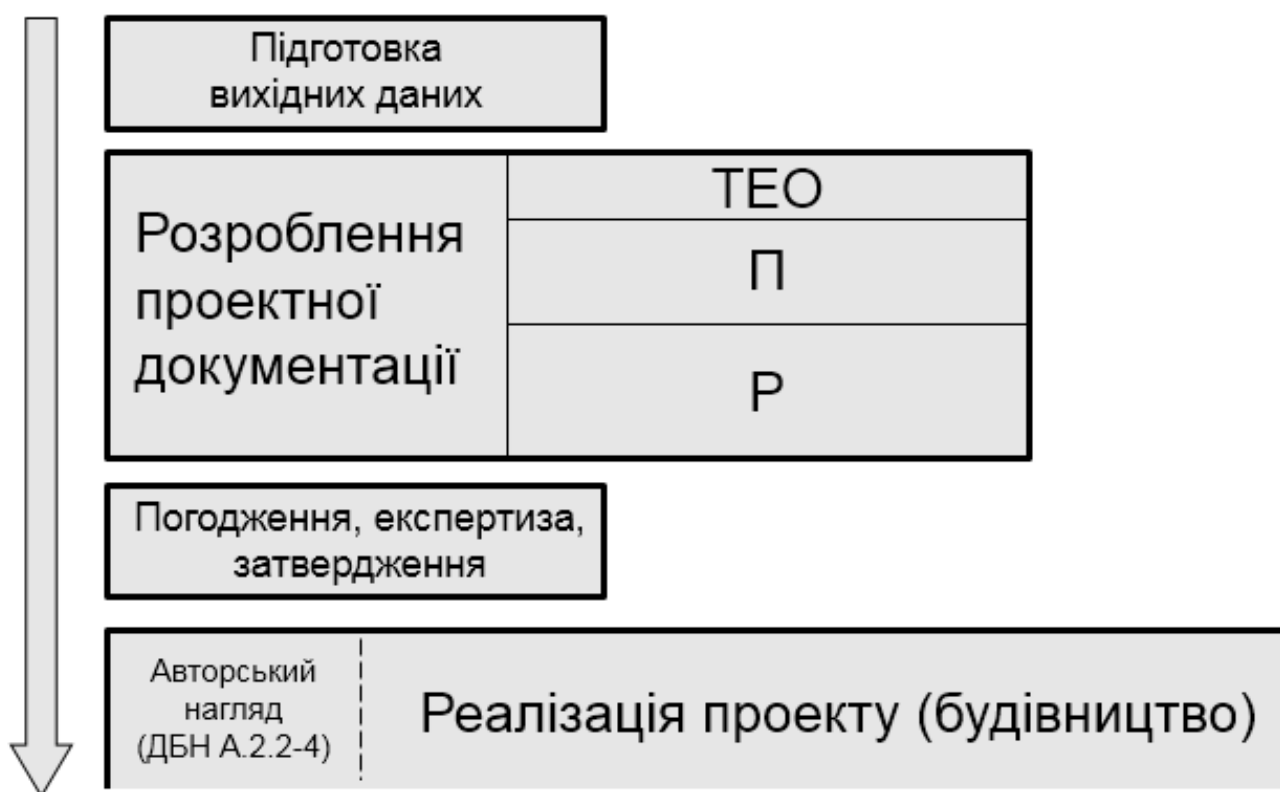 Підготовка
вихідних даних
Розроблення
проектної
документації
ТЕО
П
Р
Погодження, експертиза,
затвердження
Авторський
нагляд
(ДБН А.2.2-4)
Реалізація проекту (будівництво)